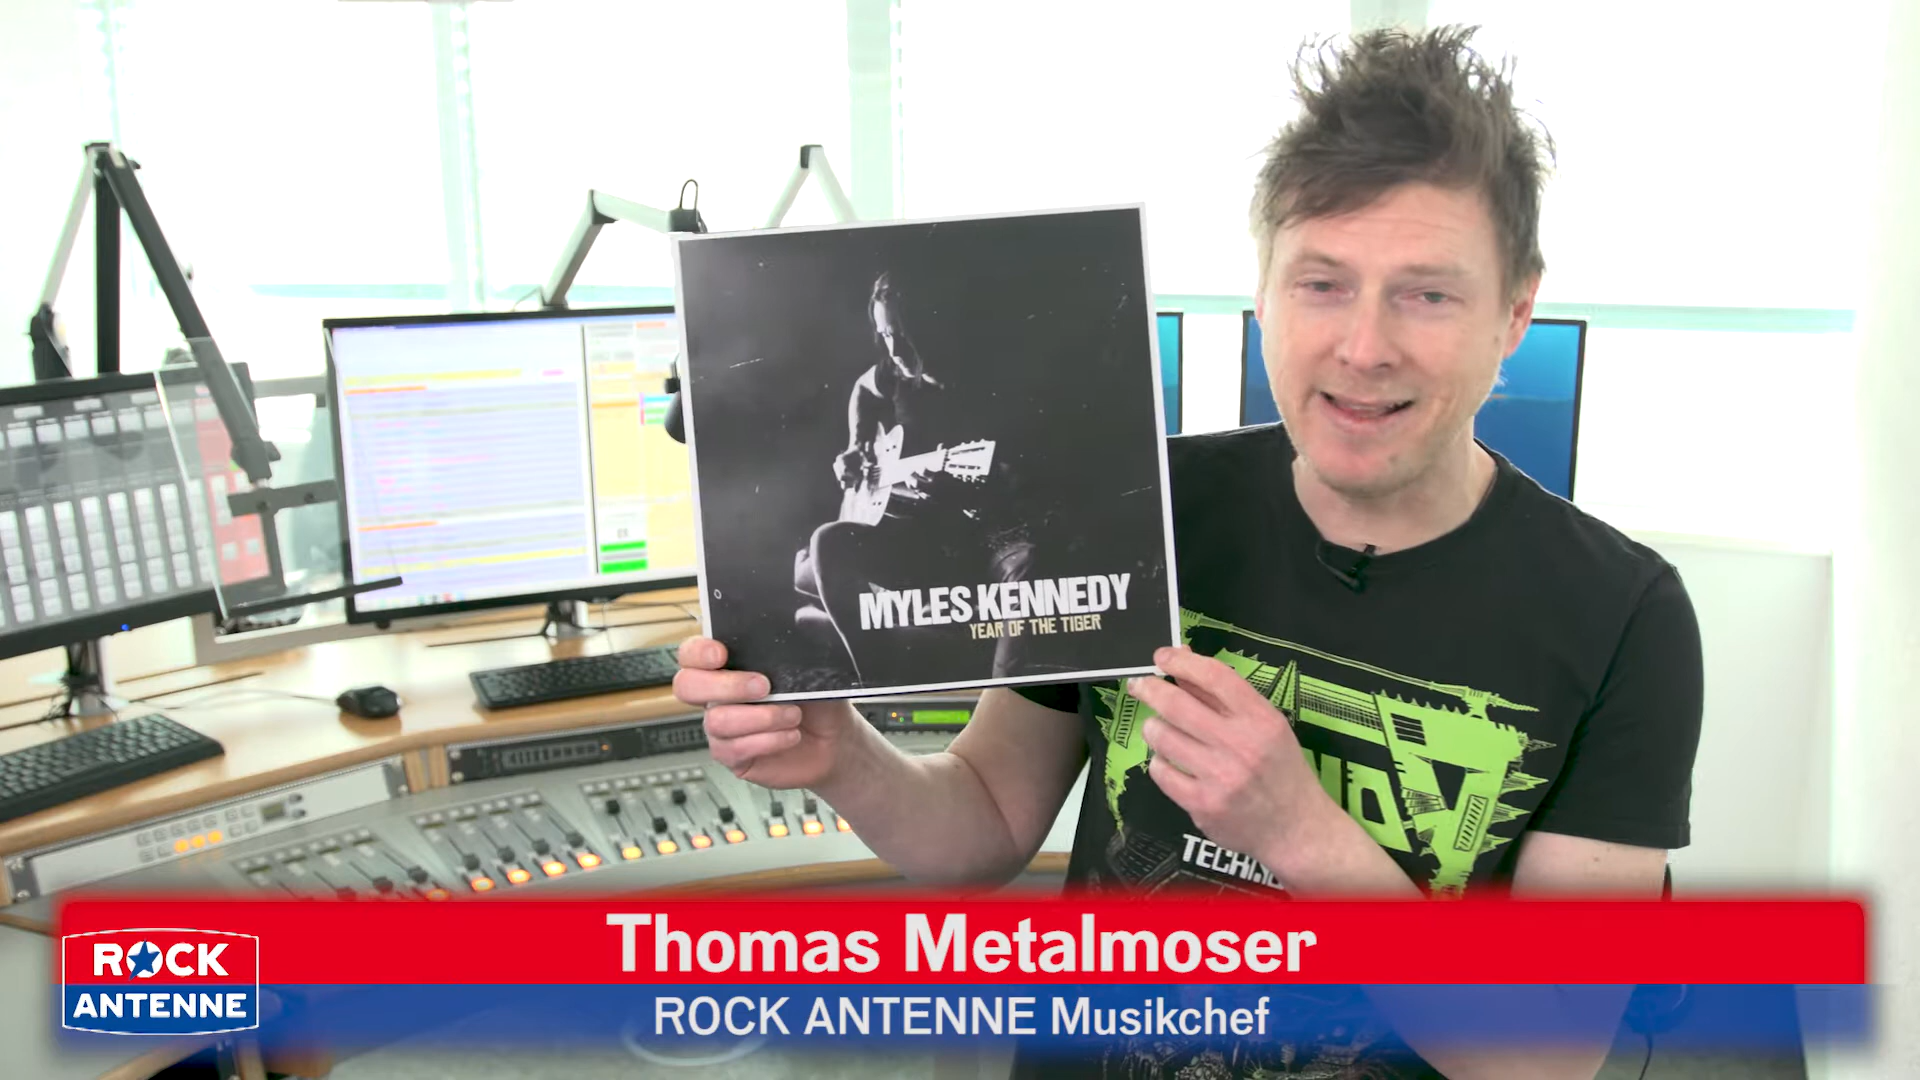 MYLES KENNEDY
YEAR OF THE TIGER
Thomas Metalmoser
ROCK
ANTENNE
ROCK ANTENNE Musikchef